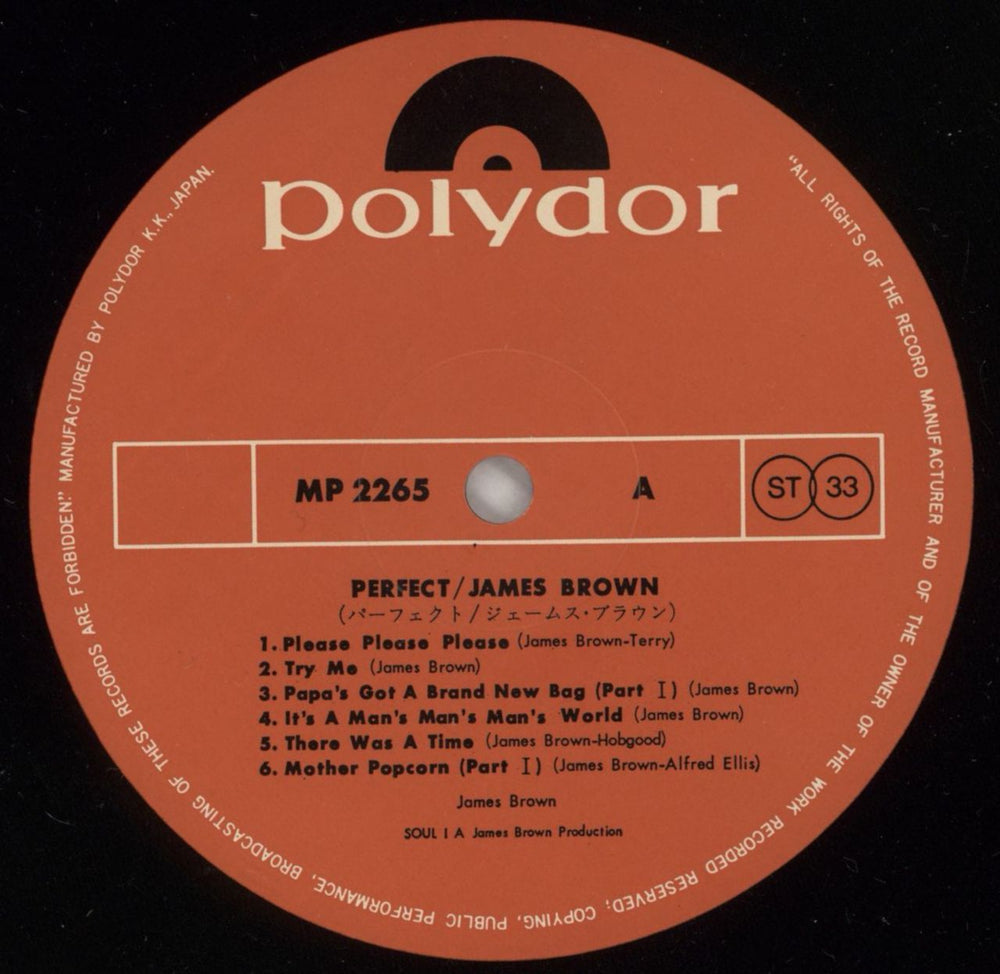 polydor
MP 2265
A
ST 33
PERFECT/JAMES BROWN
(パーフェクト/ジェームス・ブラウン)
1. Please Please Please (James Brown-Terry)
2. Try Me (James Brown)
3. Papa's Got A Brand New Bag (Part I) (James Brown)
4. It's A Man's Man's Man's World (James Brown)
5. There Was A Time (James Brown-Hobgood)
6. Mother Popcorn (Part I) (James Brown-Alfred Ellis)
James Brown
SOUL I A James Brown Production
"ALL RIGHTS OF THE RECORD MANUFACTURER AND OF THE OWNER OF THE WORK RECORDED RESERVED; COPYING, PUBLIC PERFORMANCE, BROADCASTING OF THESE RECORDS ARE FORBIDDEN." MANUFACTURED BY POLYDOR K.K., JAPAN.